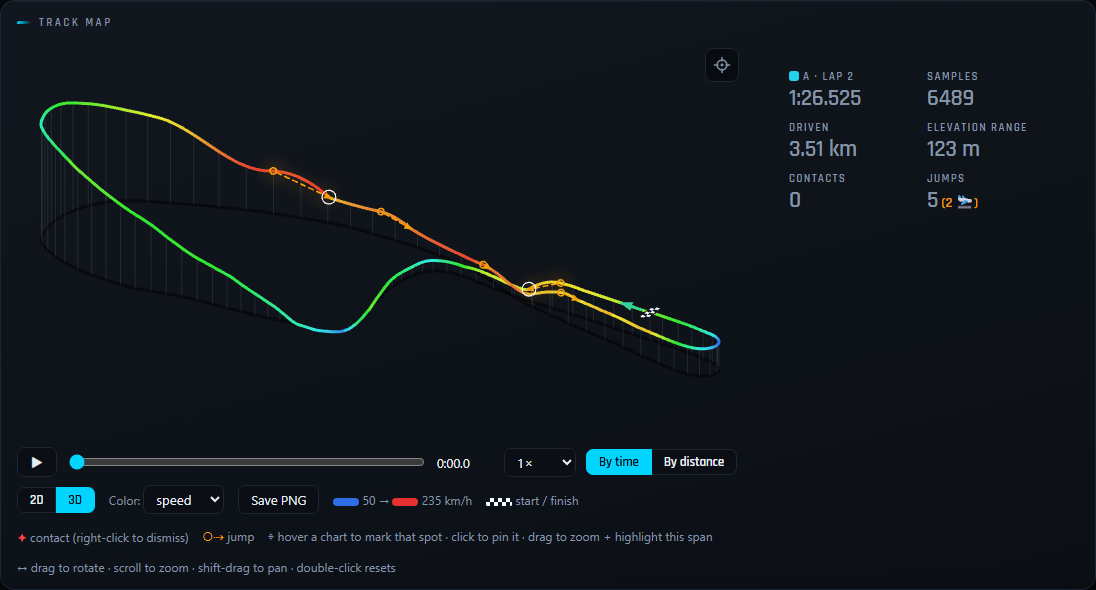 TRACK MAP
A · LAP 2
1:26.525
SAMPLES
6489
DRIVEN
3.51 km
ELEVATION RANGE
123 m
CONTACTS
0
JUMPS
5 (2 🛬)
0:00.0
1×
By time
By distance
2D
3D
Color:
speed
Save PNG
50 → 235 km/h
start / finish
✦ contact (right-click to dismiss)
jump
⌖ hover a chart to mark that spot · click to pin it · drag to zoom + highlight this span
↔ drag to rotate · scroll to zoom · shift-drag to pan · double-click resets